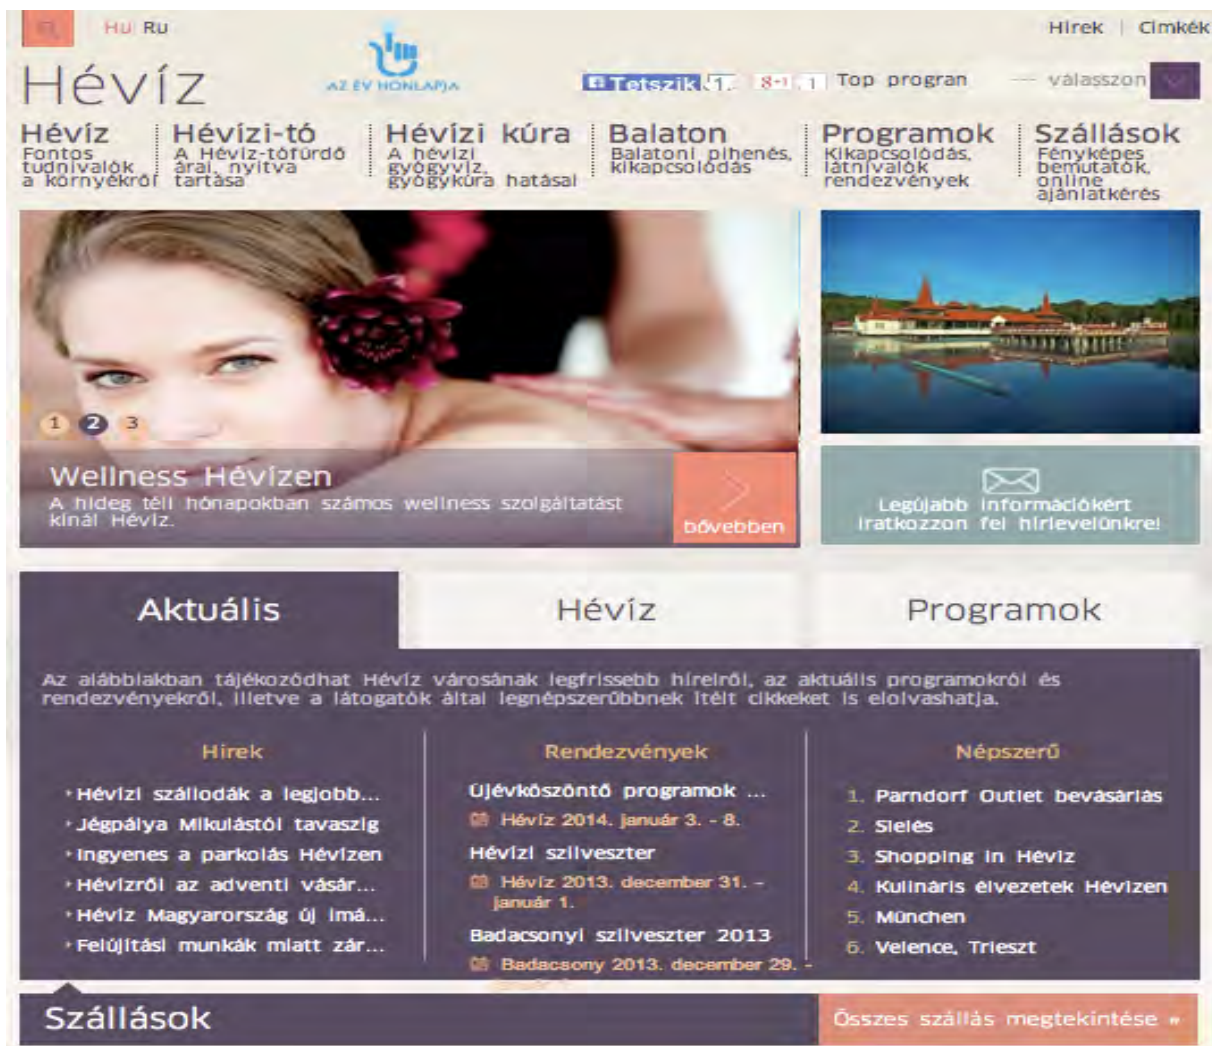 Hu Ru
Hírek | Címkék
Hévíz
AZ ÉV HONLAPJA
Tetszik 1. 8+1 1 Top progran --- válasszon
Hévíz
Fontos
tudnivalók
a környékről
Hévízi-tó
A Hévíz-tófürdő
árai, nyitva
tartása
Hévízi kúra
A hévízi
gyógyvíz,
gyógykúra hatásai
Balaton
Balatoni pihenés,
kikapcsolódás
Programok
Kikapcsolódás,
látnivalók
rendezvények
Szállások
Fényképes
bemutatók,
online
ajánlatkérés
1 2 3
Wellness Hévízen
A hideg téli hónapokban számos wellness szolgáltatást
kínál Hévíz.
bővebben
Legújabb információkért
iratkozzon fel hírlevelünkre!
Aktuális
Hévíz
Programok
Az alábbiakban tájékozódhat Hévíz városának legfrissebb híreiről, az aktuális programokról és
rendezvényekről, illetve a látogatók által legnépszerűbbnek ítélt cikkeket is elolvashatja.
Hírek
Hévízi szállodák a legjobb...
Jégpálya Mikulástól tavaszig
Ingyenes a parkolás Hévízen
Hévízről az adventi vásár...
Hévíz Magyarország új imá...
Felújítási munkák miatt zár...
Rendezvények
Újévköszöntő programok ...
Hévíz 2014. január 3. - 8.
Hévízi szilveszter
Hévíz 2013. december 31. -
január 1.
Badacsonyi szilveszter 2013
Badacsony 2013. december 29. -
Népszerű
1. Parndorf Outlet bevásárlás
2. Síelés
3. Shopping in Hévíz
4. Kulináris élvezetek Hévízen
5. München
6. Velence, Trieszt
Szállások
Összes szállás megtekintése »